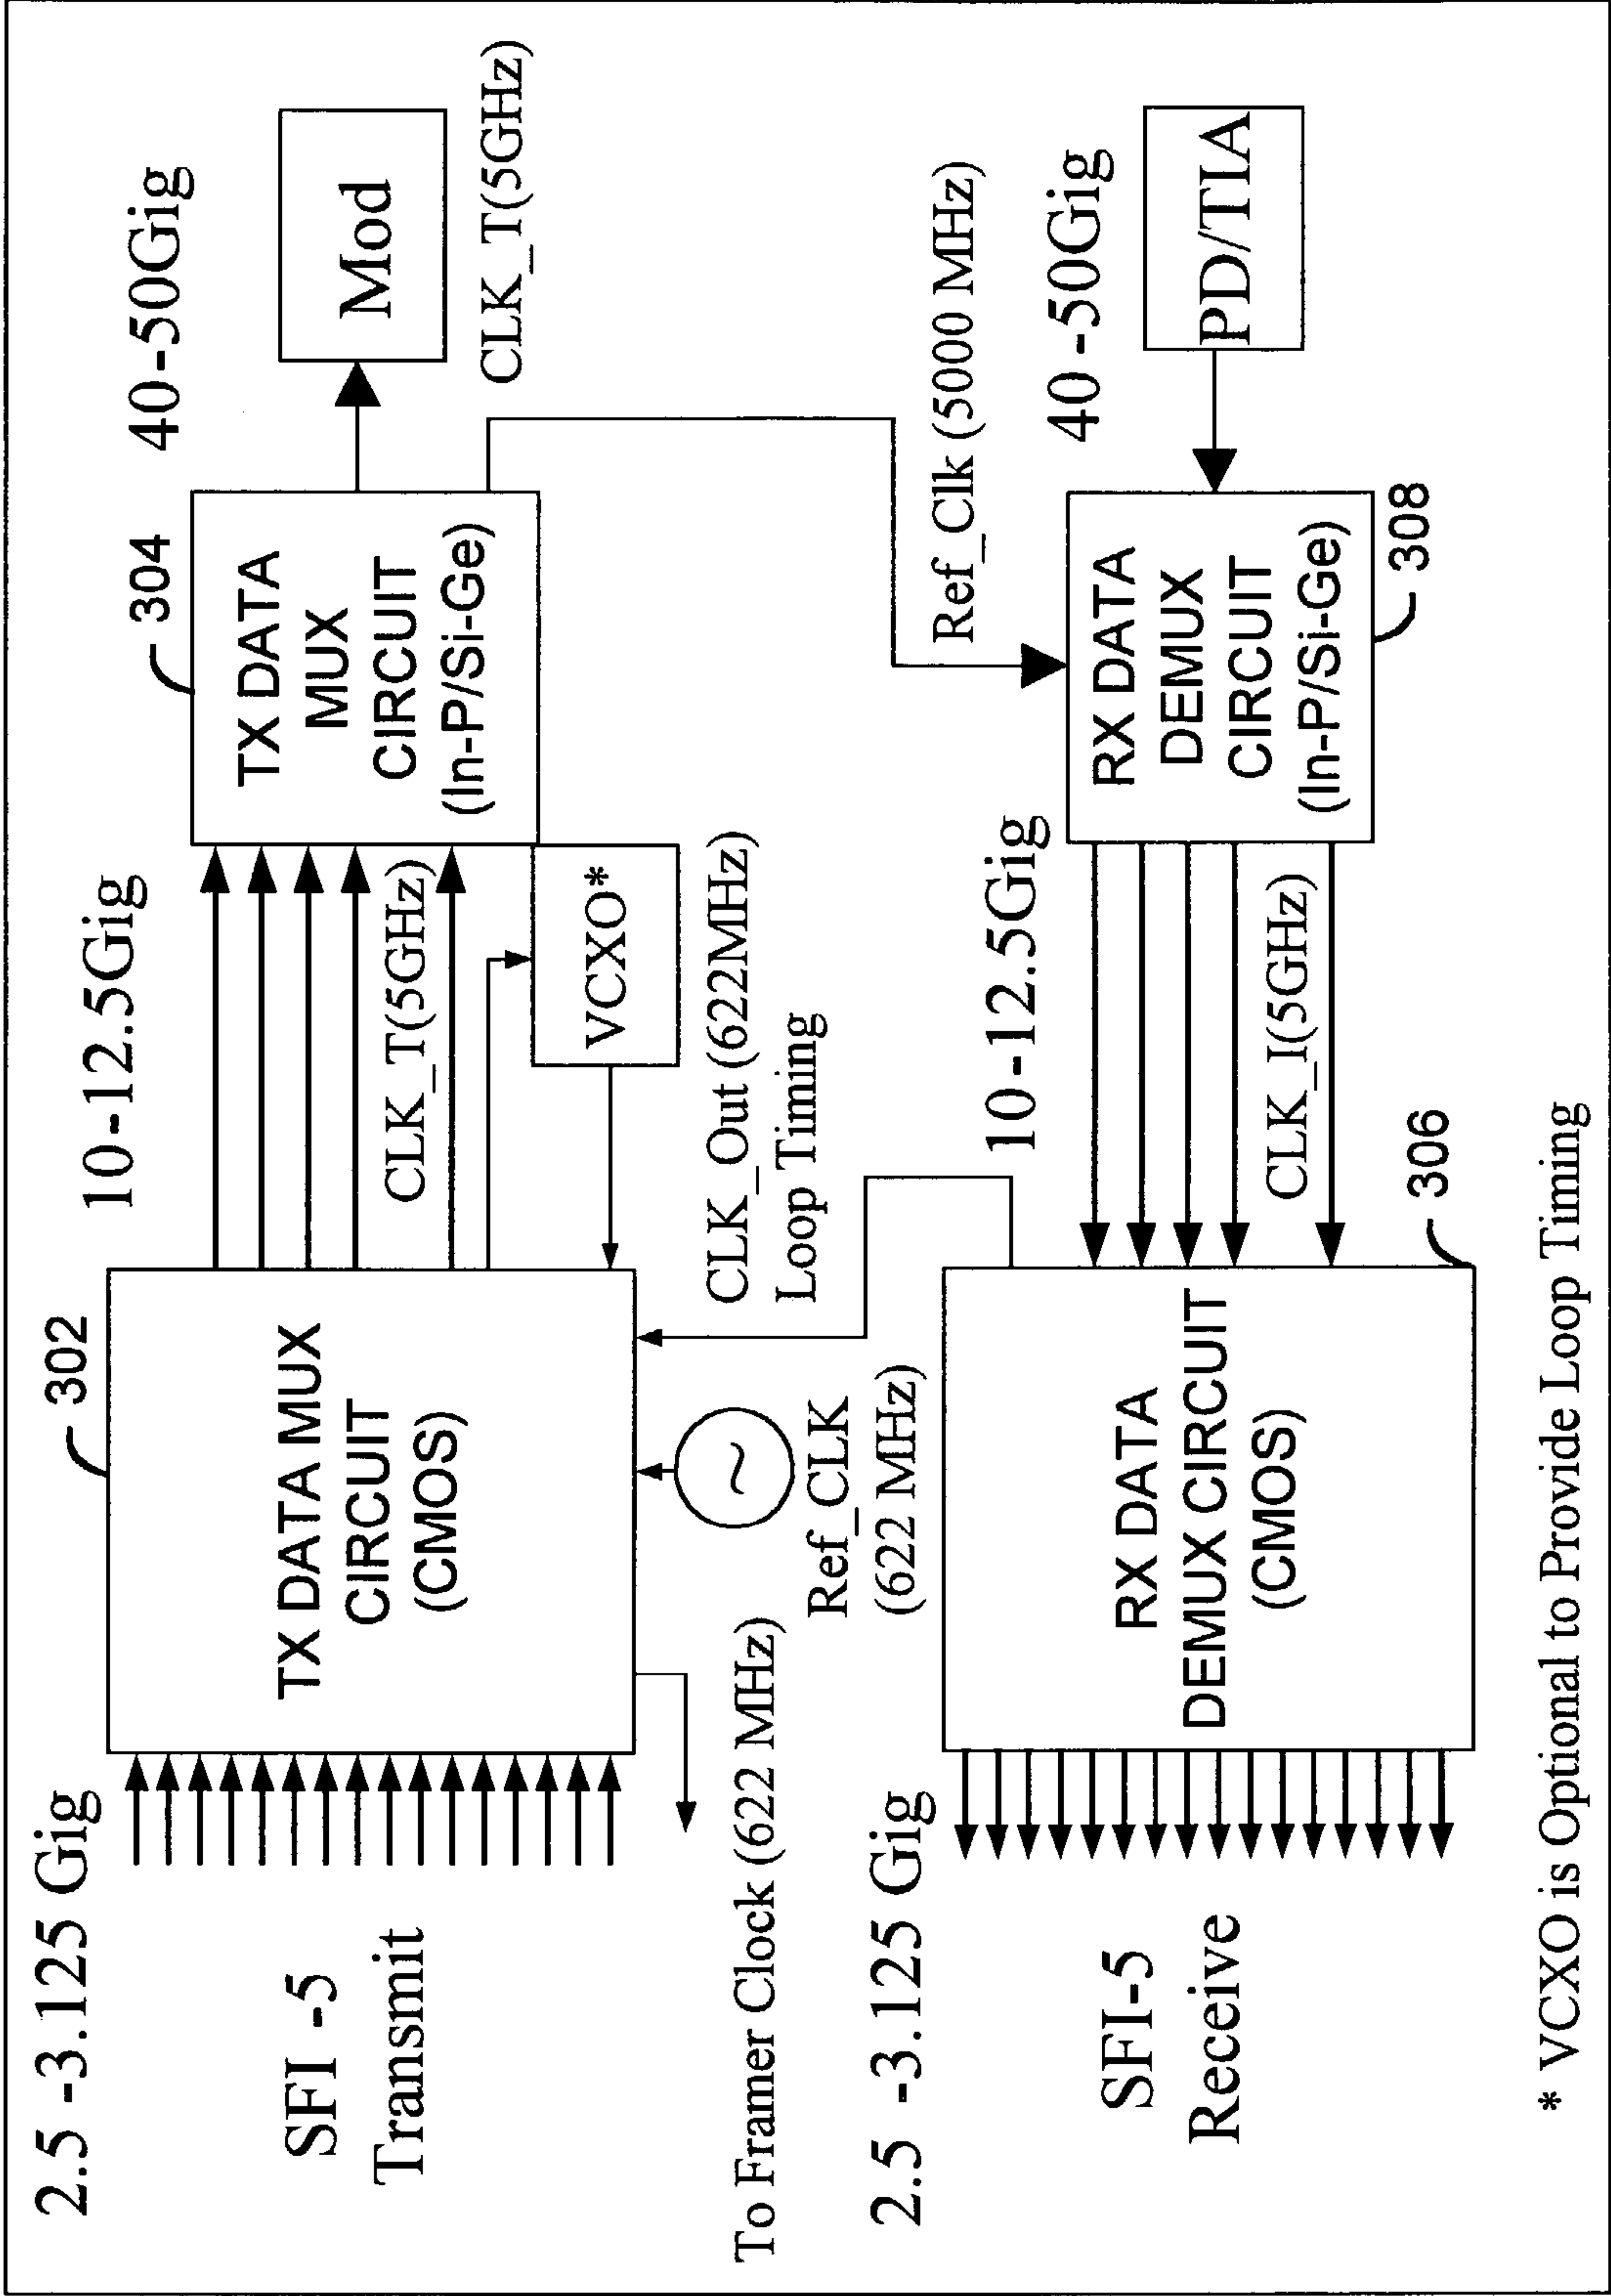 2.5 -3.125 Gig
SFI -5
Transmit
302
TX DATA MUX
CIRCUIT
(CMOS)
10-12.5Gig
CLK_T(5GHz)
VCXO*
304
TX DATA
MUX
CIRCUIT
(In-P/Si-Ge)
40-50Gig
Mod
CLK_T(5GHz)
To Framer Clock (622 MHz)
Ref_CLK
(622 MHz)
CLK_Out (622MHz)
Loop Timing
Ref_Clk (5000 MHz)
2.5 -3.125 Gig
SFI-5
Receive
RX DATA
DEMUX CIRCUIT
(CMOS)
306
10-12.5Gig
CLK_I(5GHz)
RX DATA
DEMUX
CIRCUIT
(In-P/Si-Ge)
308
40 -50Gig
PD/TIA
* VCXO is Optional to Provide Loop Timing